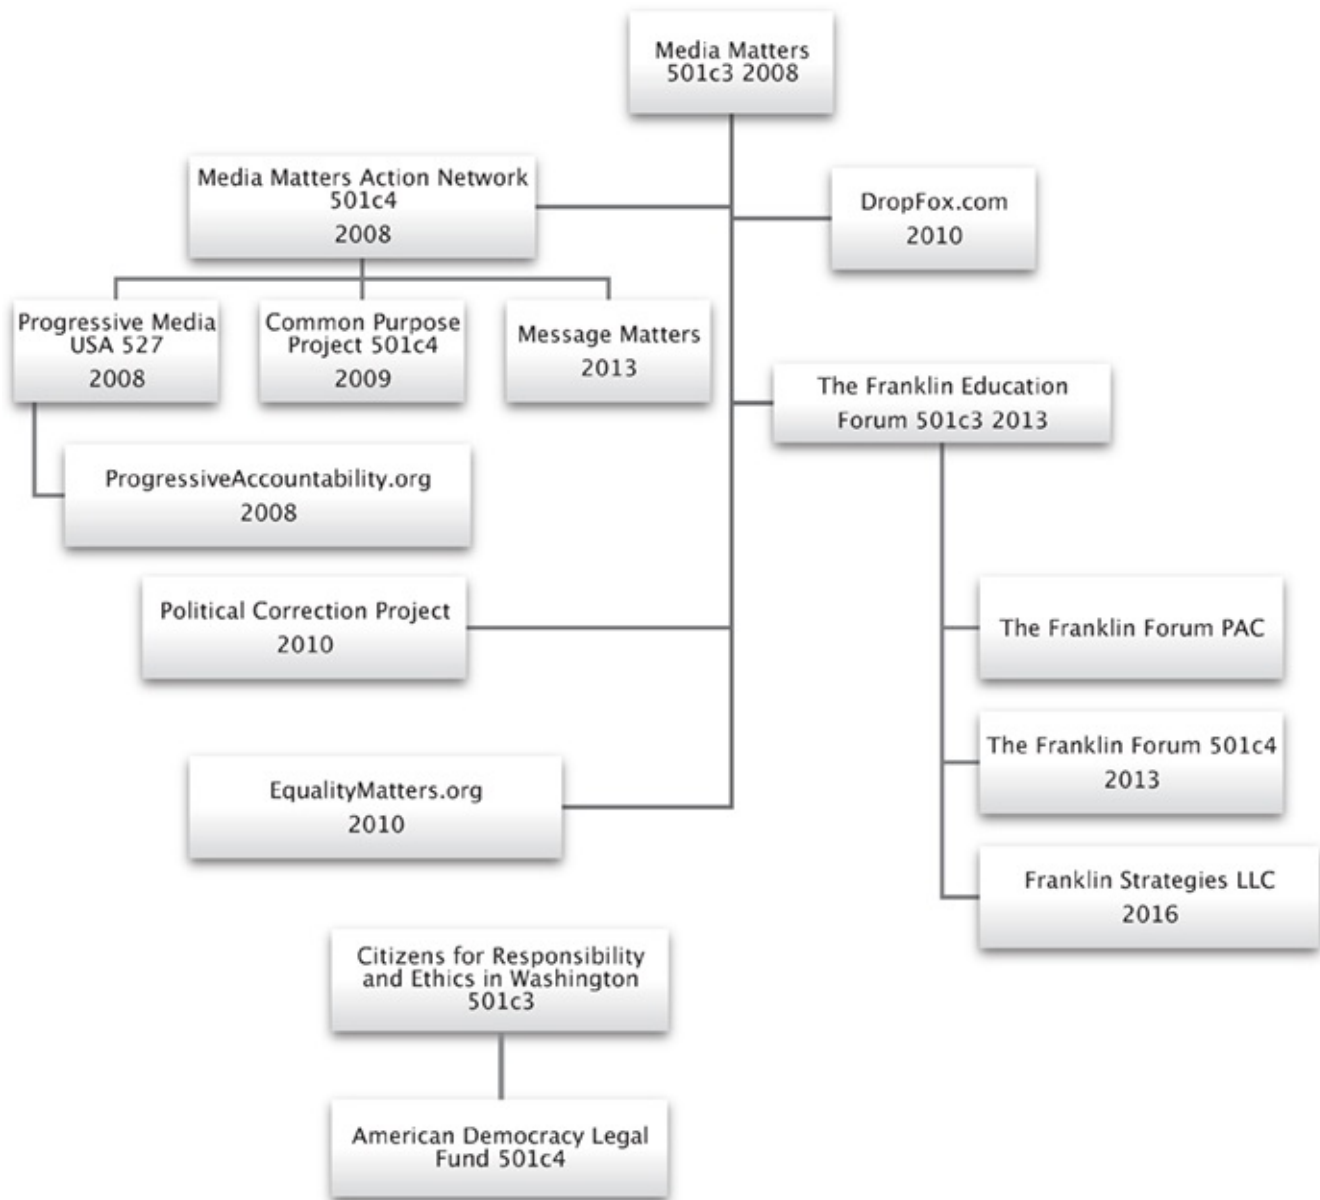 Media Matters
501c3 2008
Media Matters Action Network
501c4
2008
DropFox.com
2010
Progressive Media
USA 527
2008
Common Purpose
Project 501c4
2009
Message Matters
2013
The Franklin Education
Forum 501c3 2013
ProgressiveAccountability.org
2008
Political Correction Project
2010
The Franklin Forum PAC
The Franklin Forum 501c4
2013
EqualityMatters.org
2010
Franklin Strategies LLC
2016
Citizens for Responsibility
and Ethics in Washington
501c3
American Democracy Legal
Fund 501c4